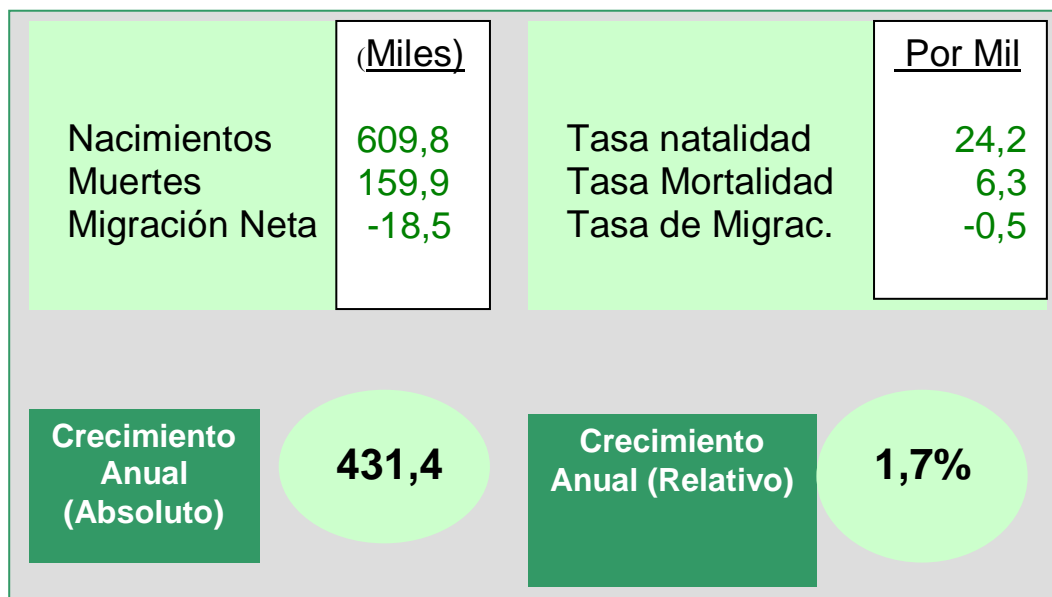 (Miles)
Nacimientos 609,8
Muertes 159,9
Migración Neta -18,5
Por Mil
Tasa natalidad 24,2
Tasa Mortalidad 6,3
Tasa de Migrac. -0,5
Crecimiento
Anual
(Absoluto)
431,4
Crecimiento
Anual (Relativo)
1,7%